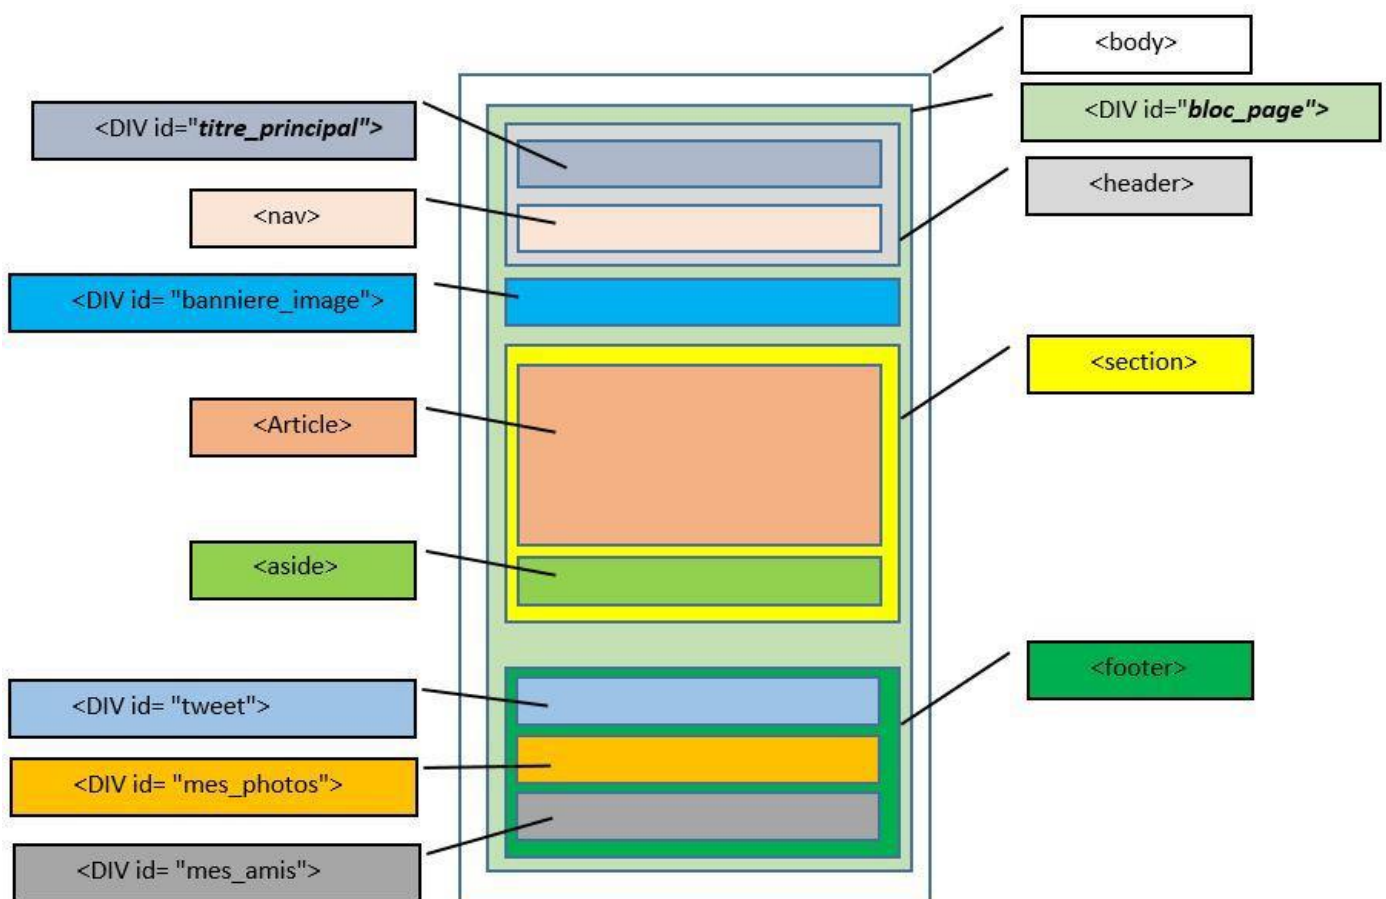 <body>
<DIV id="bloc_page">
<DIV id="titre_principal">
<header>
<nav>
<DIV id= "banniere_image">
<section>
<Article>
<aside>
<footer>
<DIV id= "tweet">
<DIV id= "mes_photos">
<DIV id= "mes_amis">